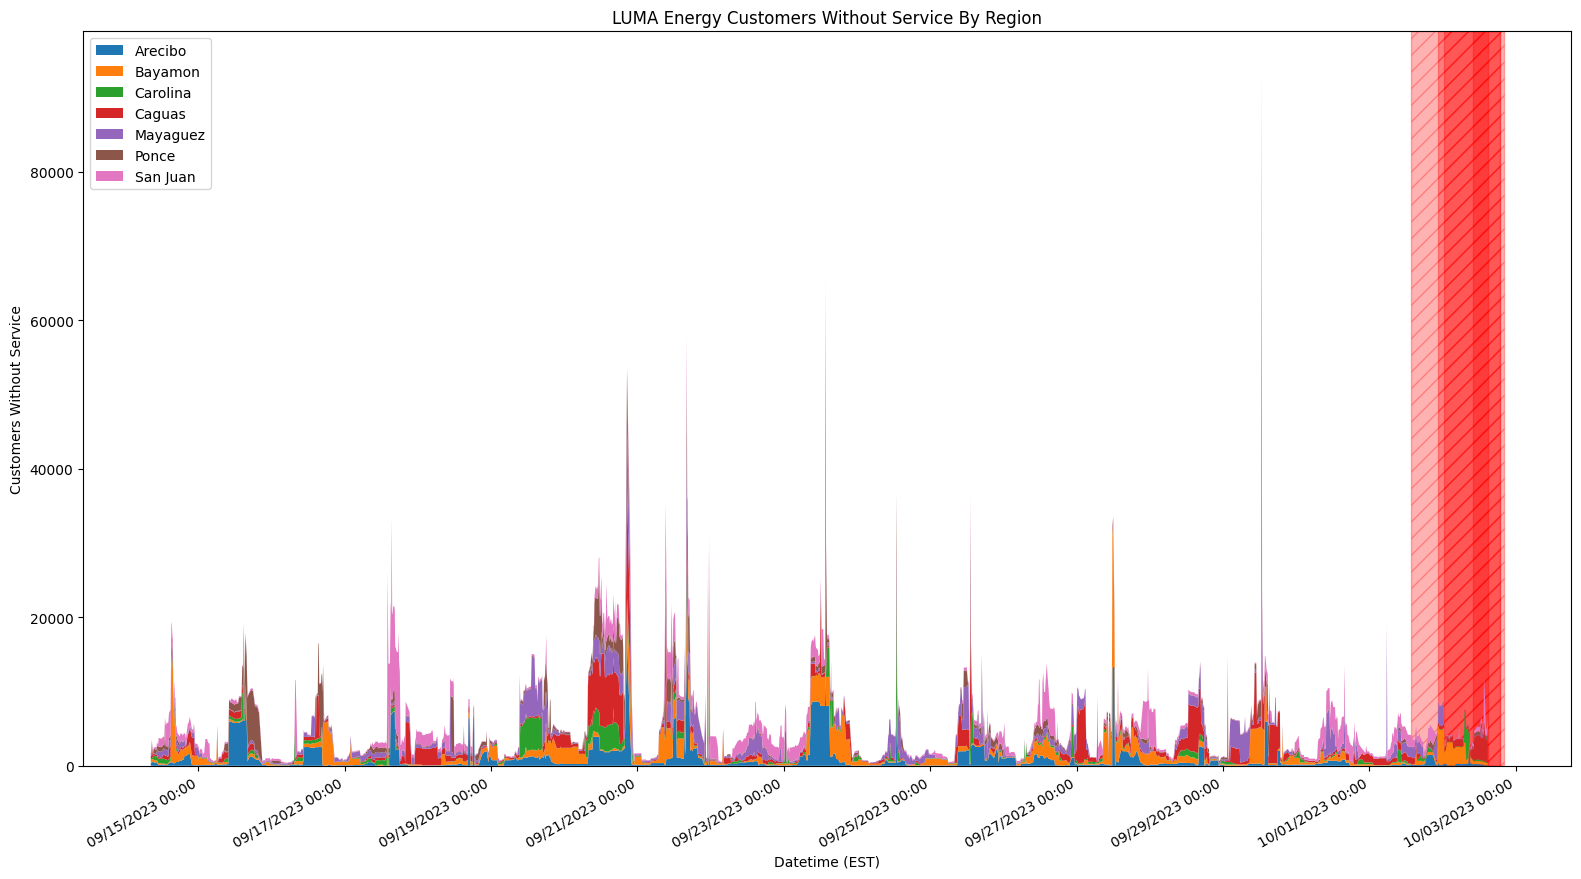 LUMA Energy Customers Without Service By Region
Arecibo
Bayamon
Carolina
Caguas
Mayaguez
Ponce
San Juan
80000
60000
40000
20000
0
Customers Without Service
09/15/2023 00:00
09/17/2023 00:00
09/19/2023 00:00
09/21/2023 00:00
09/23/2023 00:00
09/25/2023 00:00
09/27/2023 00:00
09/29/2023 00:00
10/01/2023 00:00
10/03/2023 00:00
Datetime (EST)